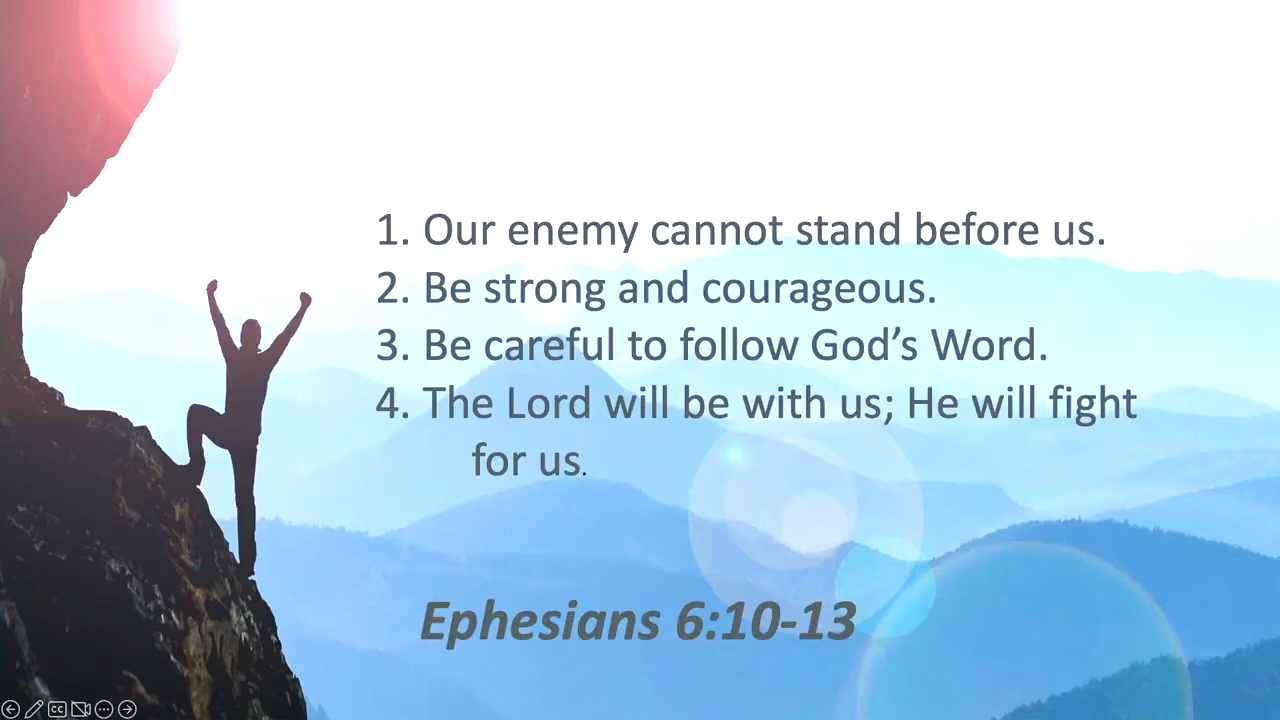 1. Our enemy cannot stand before us.
2. Be strong and courageous.
3. Be careful to follow God’s Word.
4. The Lord will be with us; He will fight
for us.
Ephesians 6:10-13
CC